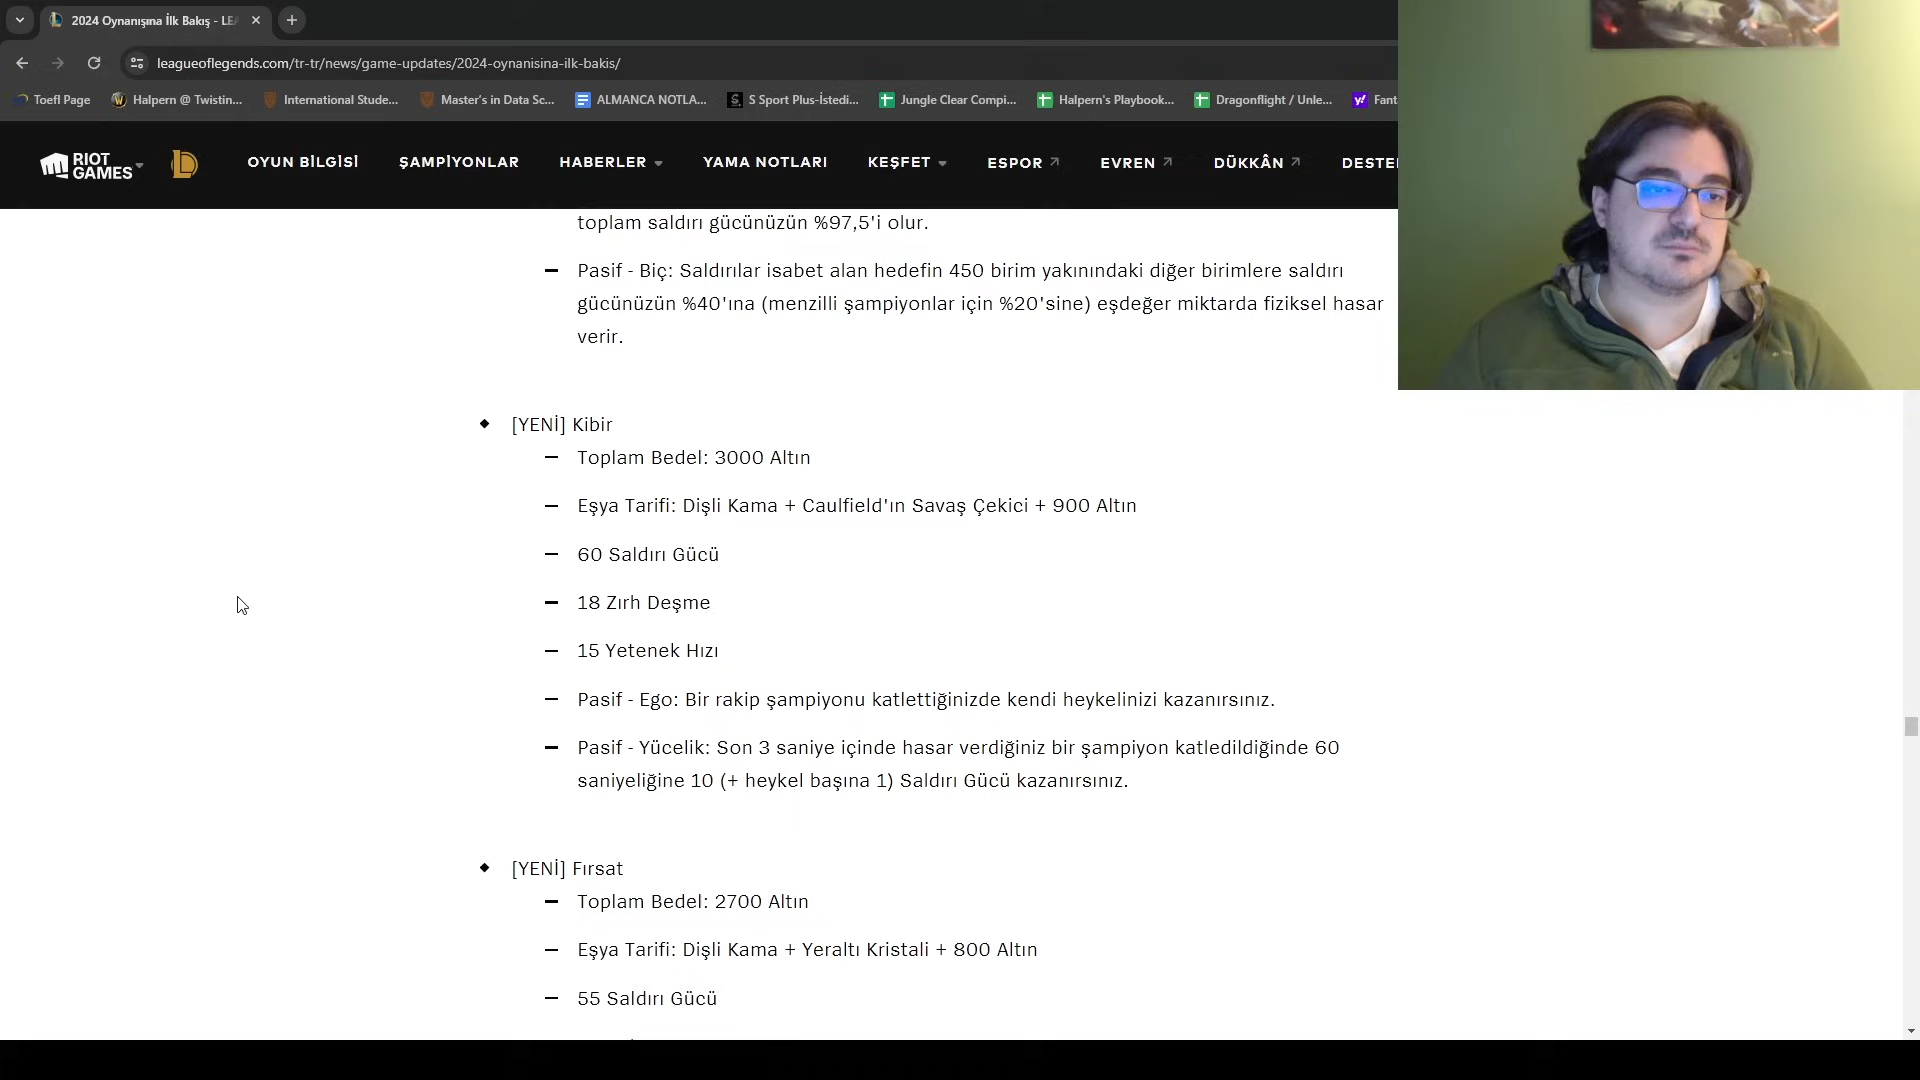 2024 Oynanışına İlk Bakış - LEA
leagueoflegends.com/tr-tr/news/game-updates/2024-oynanisina-ilk-bakis/
Toefl Page
Halpern @ Twistin...
International Stude...
Master's in Data Sc...
ALMANCA NOTLA...
S Sport Plus-İstedi...
Jungle Clear Compi...
Halpern's Playbook...
Dragonflight / Unle...
Fant
RIOT GAMES
OYUN BİLGİSİ
ŞAMPİYONLAR
HABERLER
YAMA NOTLARI
KEŞFET
ESPOR
EVREN
DÜKKÂN
DESTE
toplam saldırı gücünüzün %97,5'i olur.
Pasif - Biç: Saldırılar isabet alan hedefin 450 birim yakınındaki diğer birimlere saldırı
gücünüzün %40'ına (menzilli şampiyonlar için %20'sine) eşdeğer miktarda fiziksel hasar
verir.
[YENİ] Kibir
Toplam Bedel: 3000 Altın
Eşya Tarifi: Dişli Kama + Caulfield'ın Savaş Çekici + 900 Altın
60 Saldırı Gücü
18 Zırh Deşme
15 Yetenek Hızı
Pasif - Ego: Bir rakip şampiyonu katlettiğinizde kendi heykelinizi kazanırsınız.
Pasif - Yücelik: Son 3 saniye içinde hasar verdiğiniz bir şampiyon katledildiğinde 60
saniyeliğine 10 (+ heykel başına 1) Saldırı Gücü kazanırsınız.
[YENİ] Fırsat
Toplam Bedel: 2700 Altın
Eşya Tarifi: Dişli Kama + Yeraltı Kristali + 800 Altın
55 Saldırı Gücü